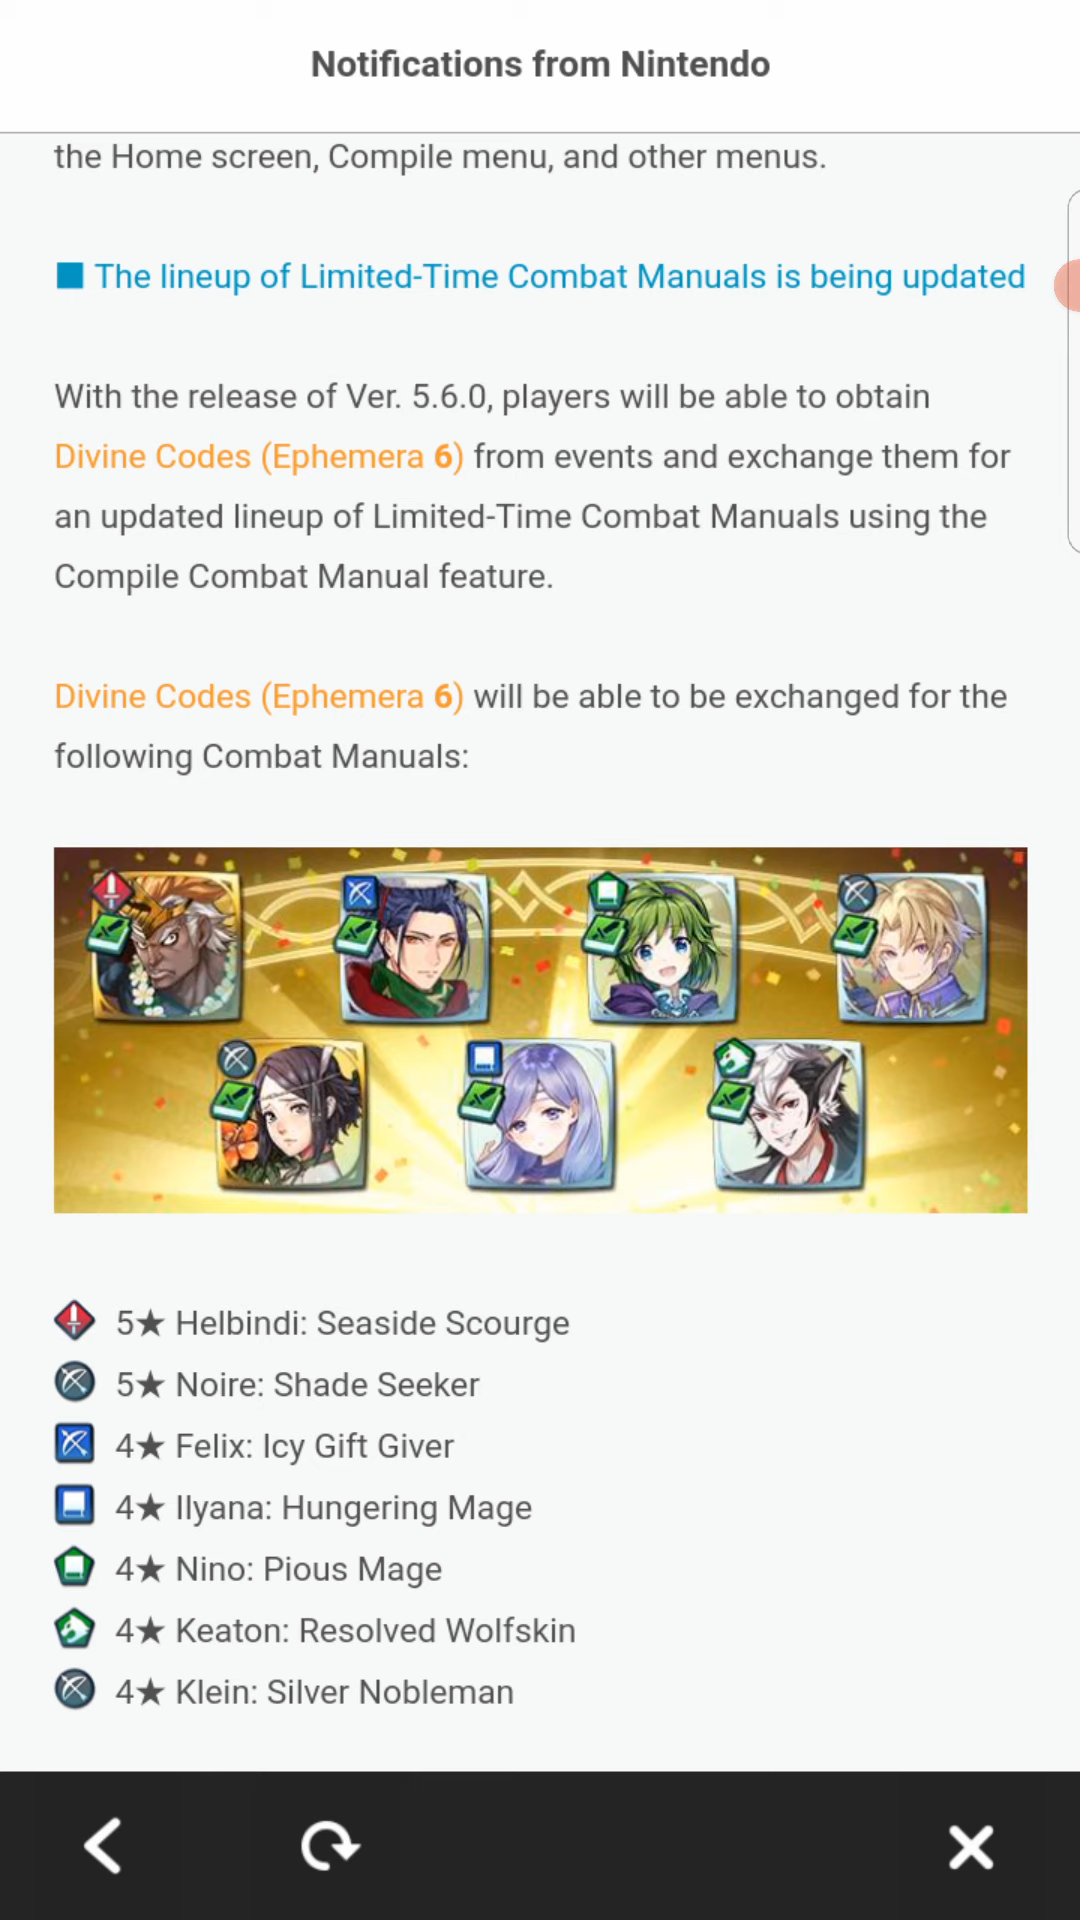 Notifications from Nintendo
the Home screen, Compile menu, and other menus.
■ The lineup of Limited-Time Combat Manuals is being updated
With the release of Ver. 5.6.0, players will be able to obtain
Divine Codes (Ephemera 6) from events and exchange them for
an updated lineup of Limited-Time Combat Manuals using the
Compile Combat Manual feature.
Divine Codes (Ephemera 6) will be able to be exchanged for the
following Combat Manuals:
5★ Helbindi: Seaside Scourge
5★ Noire: Shade Seeker
4★ Felix: Icy Gift Giver
4★ Ilyana: Hungering Mage
4★ Nino: Pious Mage
4★ Keaton: Resolved Wolfskin
4★ Klein: Silver Nobleman